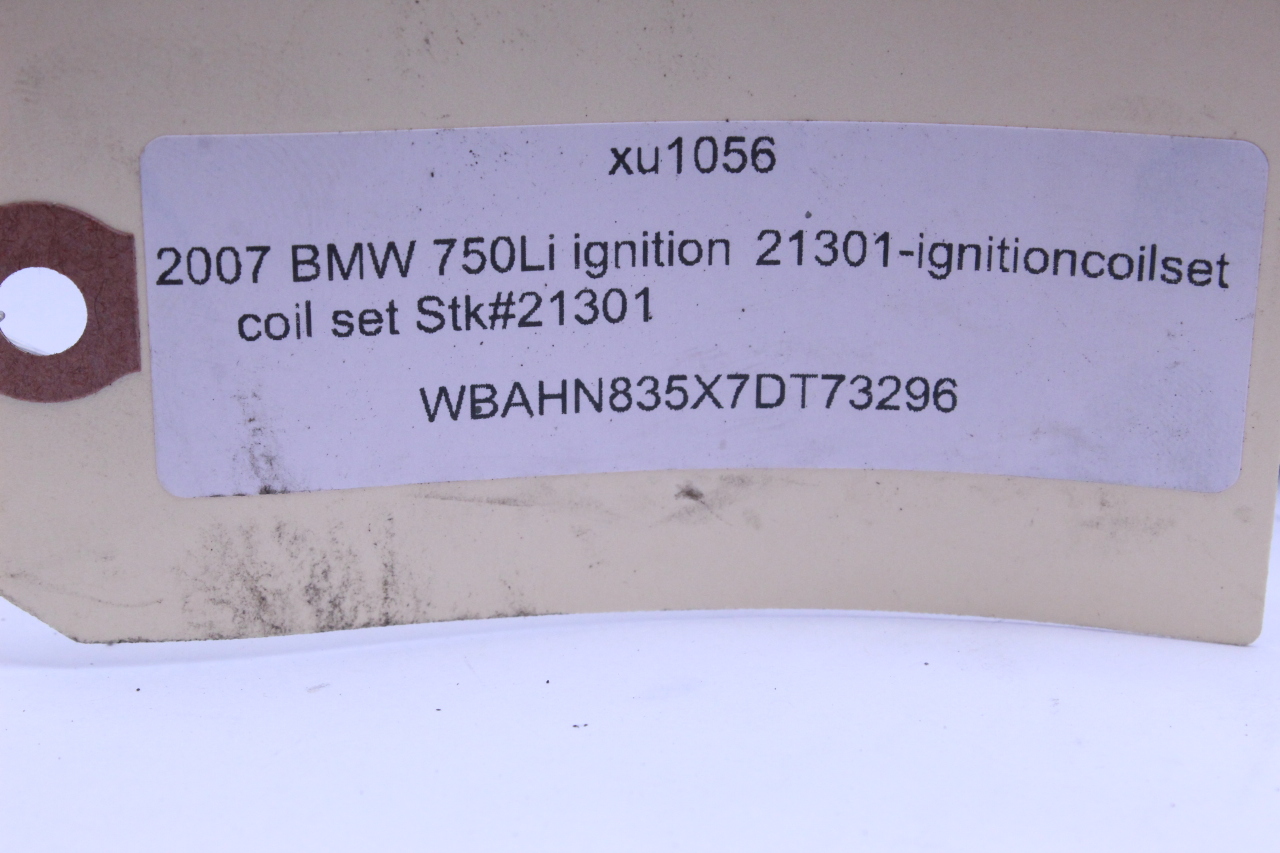 xu1056
2007 BMW 750Li ignition 21301-ignitioncoilset
coil set Stk#21301
WBAHN835X7DT73296